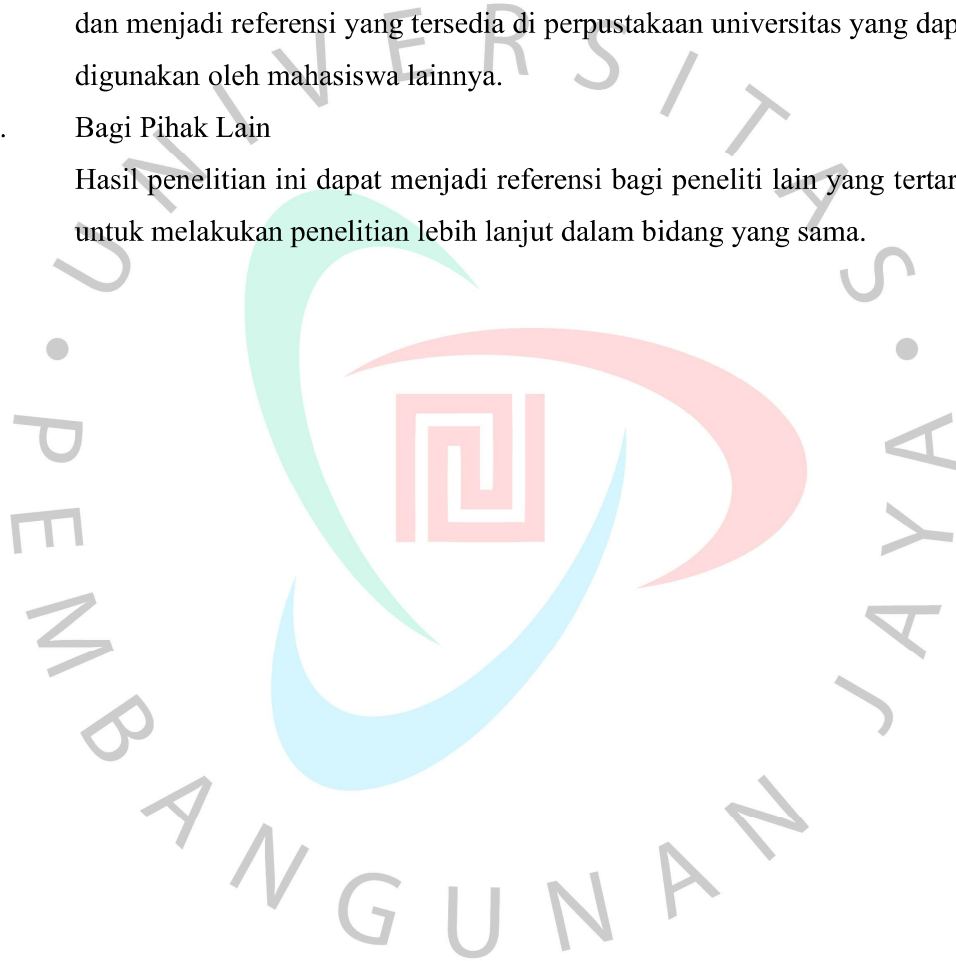 dan menjadi referensi yang tersedia di perpustakaan universitas yang dap
digunakan oleh mahasiswa lainnya.
. Bagi Pihak Lain
Hasil penelitian ini dapat menjadi referensi bagi peneliti lain yang tertar
untuk melakukan penelitian lebih lanjut dalam bidang yang sama.
UNIVERSITAS • PEMBANGUNAN JAYA •